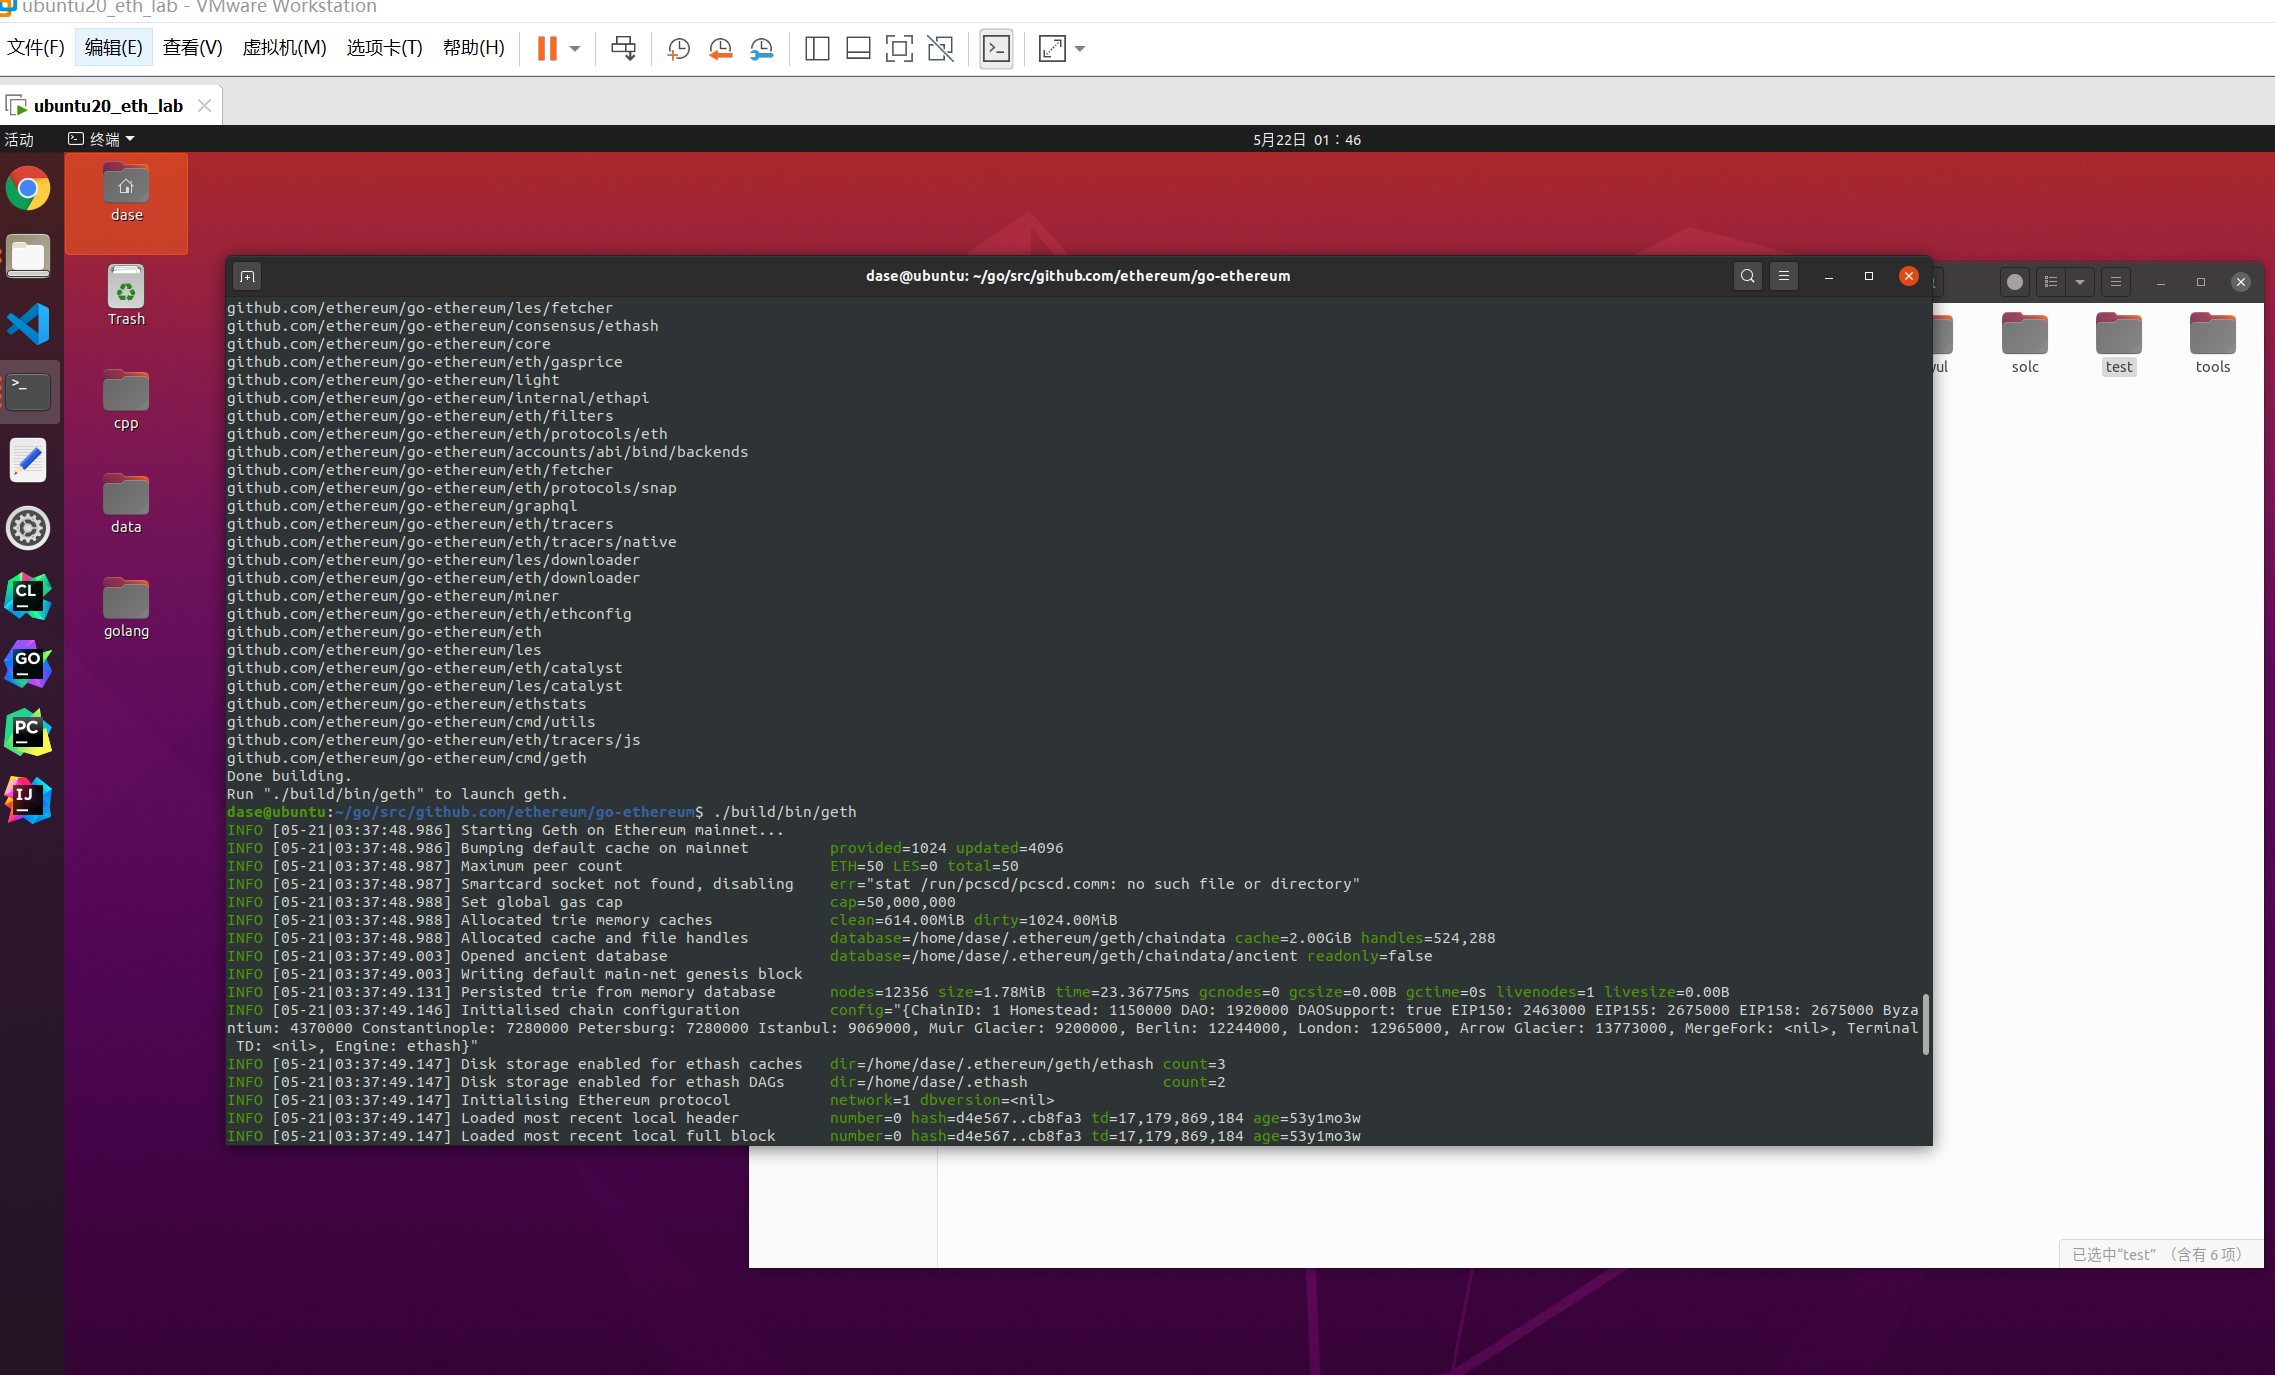 ubuntu20_eth_lab - VMware Workstation
文件(F) 编辑(E) 查看(V) 虚拟机(M) 选项卡(T) 帮助(H)
ubuntu20_eth_lab
活动 终端 5月22日 01：46
dase
Trash
cpp
data
golang
CL
GO
PC
IJ
dase@ubuntu: ~/go/src/github.com/ethereum/go-ethereum
github.com/ethereum/go-ethereum/les/fetcher
github.com/ethereum/go-ethereum/consensus/ethash
github.com/ethereum/go-ethereum/core
github.com/ethereum/go-ethereum/eth/gasprice
github.com/ethereum/go-ethereum/light
github.com/ethereum/go-ethereum/internal/ethapi
github.com/ethereum/go-ethereum/eth/filters
github.com/ethereum/go-ethereum/eth/protocols/eth
github.com/ethereum/go-ethereum/accounts/abi/bind/backends
github.com/ethereum/go-ethereum/eth/fetcher
github.com/ethereum/go-ethereum/eth/protocols/snap
github.com/ethereum/go-ethereum/graphql
github.com/ethereum/go-ethereum/eth/tracers
github.com/ethereum/go-ethereum/eth/tracers/native
github.com/ethereum/go-ethereum/les/downloader
github.com/ethereum/go-ethereum/eth/downloader
github.com/ethereum/go-ethereum/miner
github.com/ethereum/go-ethereum/eth/ethconfig
github.com/ethereum/go-ethereum/eth
github.com/ethereum/go-ethereum/les
github.com/ethereum/go-ethereum/eth/catalyst
github.com/ethereum/go-ethereum/les/catalyst
github.com/ethereum/go-ethereum/ethstats
github.com/ethereum/go-ethereum/cmd/utils
github.com/ethereum/go-ethereum/eth/tracers/js
github.com/ethereum/go-ethereum/cmd/geth
Done building.
Run "./build/bin/geth" to launch geth.
dase@ubuntu:~/go/src/github.com/ethereum/go-ethereum$ ./build/bin/geth
INFO [05-21|03:37:48.986] Starting Geth on Ethereum mainnet...
INFO [05-21|03:37:48.986] Bumping default cache on mainnet provided=1024 updated=4096
INFO [05-21|03:37:48.987] Maximum peer count ETH=50 LES=0 total=50
INFO [05-21|03:37:48.987] Smartcard socket not found, disabling err="stat /run/pcscd/pcscd.comm: no such file or directory"
INFO [05-21|03:37:48.988] Set global gas cap cap=50,000,000
INFO [05-21|03:37:48.988] Allocated trie memory caches clean=614.00MiB dirty=1024.00MiB
INFO [05-21|03:37:48.988] Allocated cache and file handles database=/home/dase/.ethereum/geth/chaindata cache=2.00GiB handles=524,288
INFO [05-21|03:37:49.003] Opened ancient database database=/home/dase/.ethereum/geth/chaindata/ancient readonly=false
INFO [05-21|03:37:49.003] Writing default main-net genesis block
INFO [05-21|03:37:49.131] Persisted trie from memory database nodes=12356 size=1.78MiB time=23.36775ms gcnodes=0 gcsize=0.00B gctime=0s livenodes=1 livesize=0.00B
INFO [05-21|03:37:49.146] Initialised chain configuration config="{ChainID: 1 Homestead: 1150000 DAO: 1920000 DAOSupport: true EIP150: 2463000 EIP155: 2675000 EIP158: 2675000 Byza
ntium: 4370000 Constantinople: 7280000 Petersburg: 7280000 Istanbul: 9069000, Muir Glacier: 9200000, Berlin: 12244000, London: 12965000, Arrow Glacier: 13773000, MergeFork: <nil>, Terminal
TD: <nil>, Engine: ethash}"
INFO [05-21|03:37:49.147] Disk storage enabled for ethash caches dir=/home/dase/.ethereum/geth/ethash count=3
INFO [05-21|03:37:49.147] Disk storage enabled for ethash DAGs dir=/home/dase/.ethash count=2
INFO [05-21|03:37:49.147] Initialising Ethereum protocol network=1 dbversion=<nil>
INFO [05-21|03:37:49.147] Loaded most recent local header number=0 hash=d4e567..cb8fa3 td=17,179,869,184 age=53y1mo3w
INFO [05-21|03:37:49.147] Loaded most recent local full block number=0 hash=d4e567..cb8fa3 td=17,179,869,184 age=53y1mo3w
yul solc test tools
已选中“test” （含有 6 项）